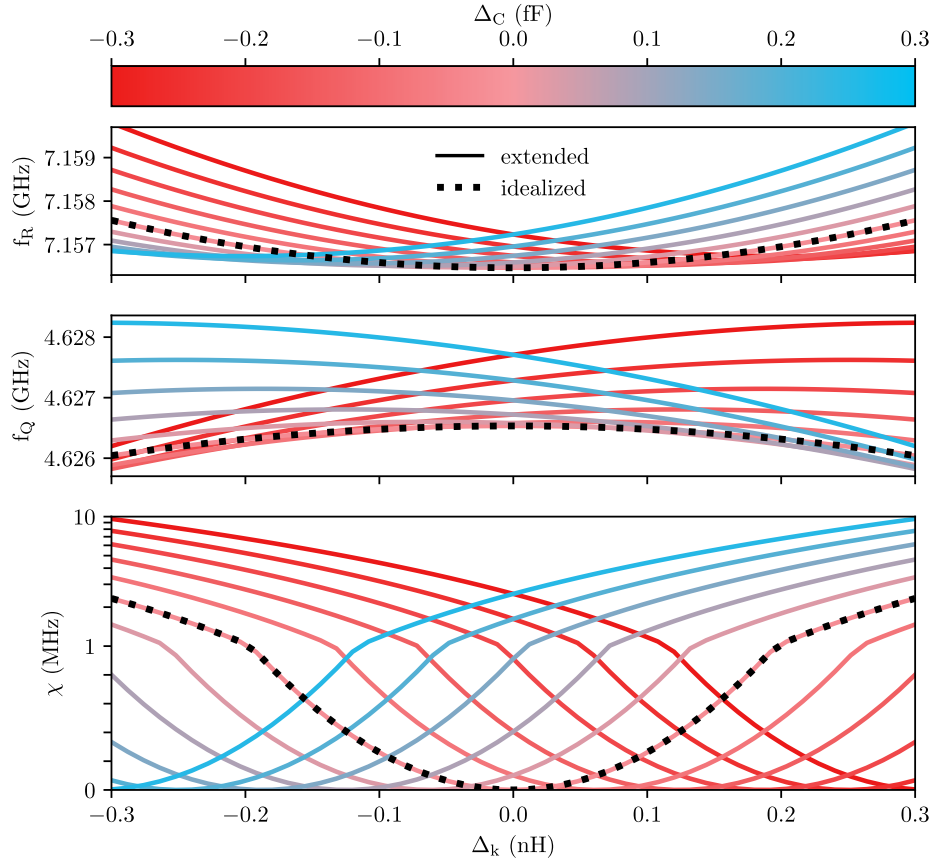 Δ_C (fF)
−0.3 −0.2 −0.1 0.0 0.1 0.2 0.3
7.159
7.158
7.157
f_R (GHz)
extended
idealized
4.628
4.627
4.626
f_Q (GHz)
10
1
0
χ (MHz)
−0.3 −0.2 −0.1 0.0 0.1 0.2 0.3
Δ_k (nH)